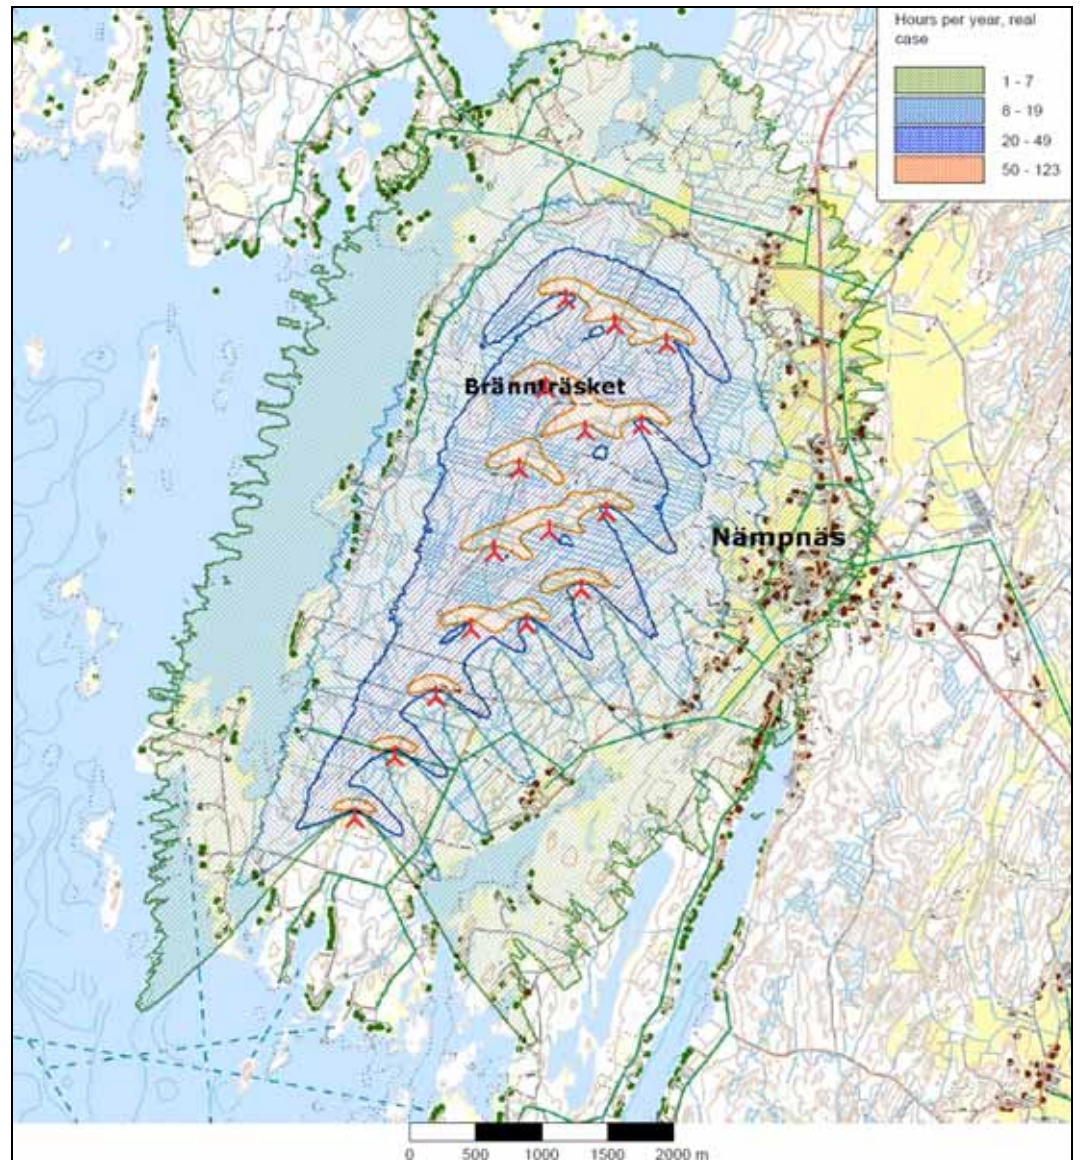 Hours per year, real
case
1 - 7
8 - 19
20 - 49
50 - 123
Brännträsket
Nämpnäs
0 500 1000 1500 2000 m